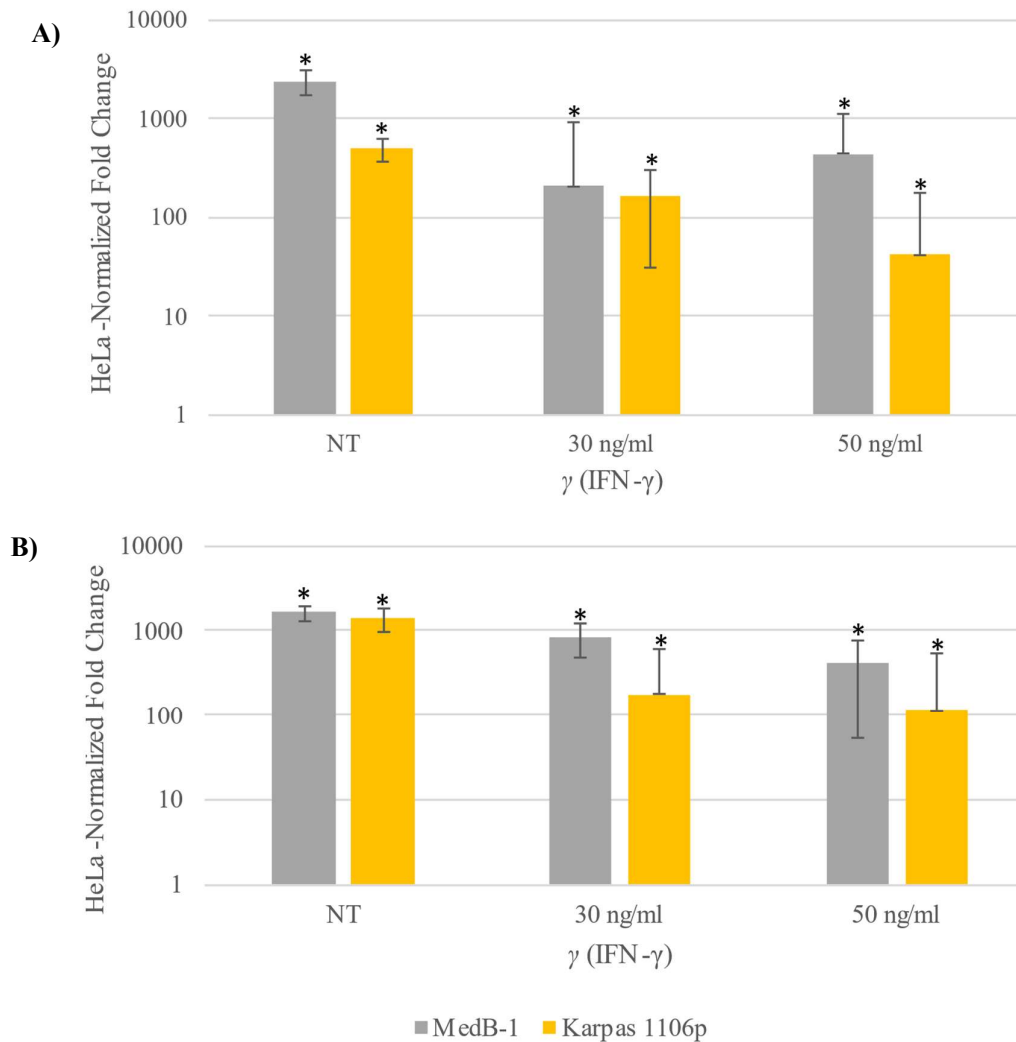 A)
HeLa -Normalized Fold Change
10000
1000
100
10
1
* * * * * *
NT 30 ng/ml 50 ng/ml
γ (IFN-γ)
B)
HeLa -Normalized Fold Change
10000
1000
100
10
1
* * * * * *
NT 30 ng/ml 50 ng/ml
γ (IFN-γ)
MedB-1 Karpas 1106p